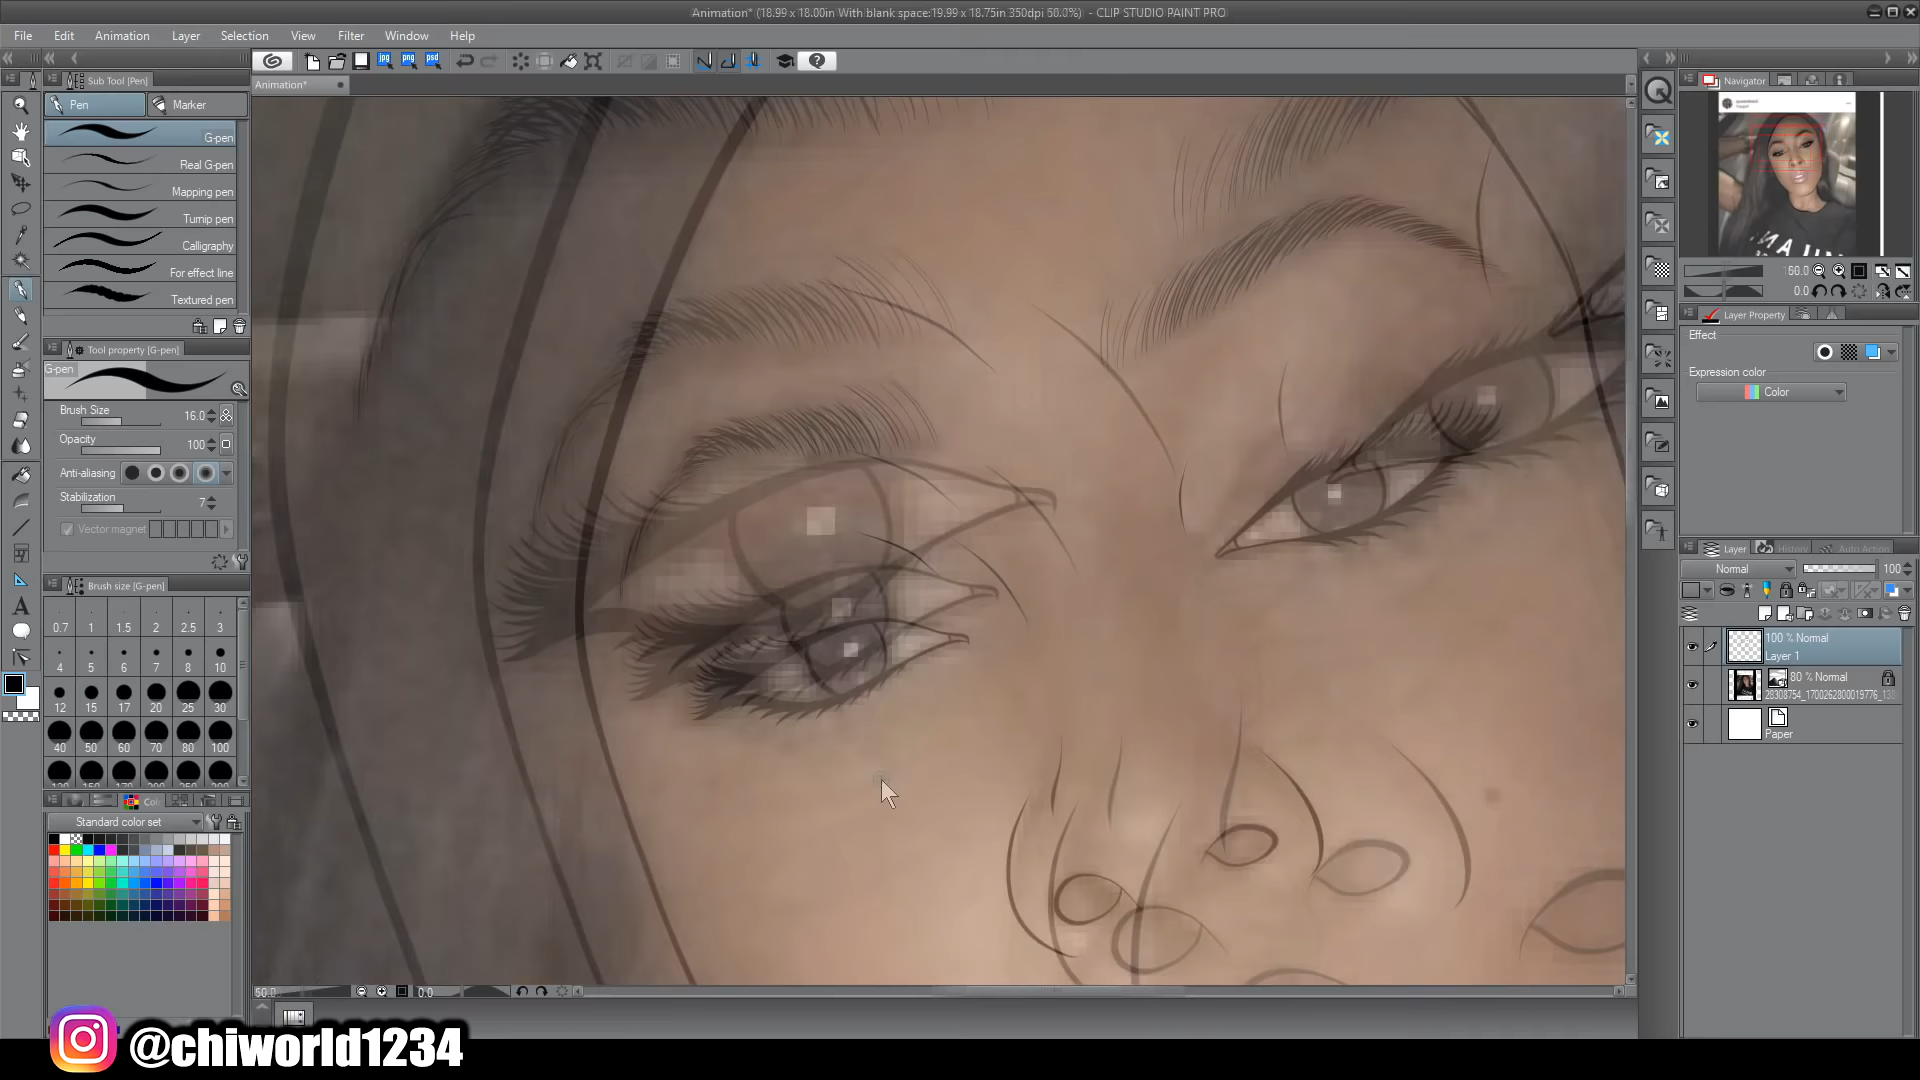 Animation* (18.99 x 18.00in With blank space:19.99 x 18.75in 350dpi 50.0%) - CLIP STUDIO PAINT PRO
File Edit Animation Layer Selection View Filter Window Help
jpg png psd
Sub Tool [Pen]
Animation*
Navigator
Pen Marker
G-pen
Real G-pen
Mapping pen
Turnip pen
Calligraphy
For effect line
Textured pen
0.0
Tool property [G-pen]
G-pen
Brush Size 16.0
Opacity 100
Anti-aliasing
Stabilization 7
Vector magnet
Brush size [G-pen]
0.7 1 1.5 2 2.5 3
4 5 6 7 8 10
12 15 17 20 25 30
40 50 60 70 80 100
Standard color set
Layer Property
Effect
Expression color
Color
Layer History Auto Action
Normal 100
100 % Normal
Layer 1
80 % Normal
Paper
50.0 0.0
@chiworld1234